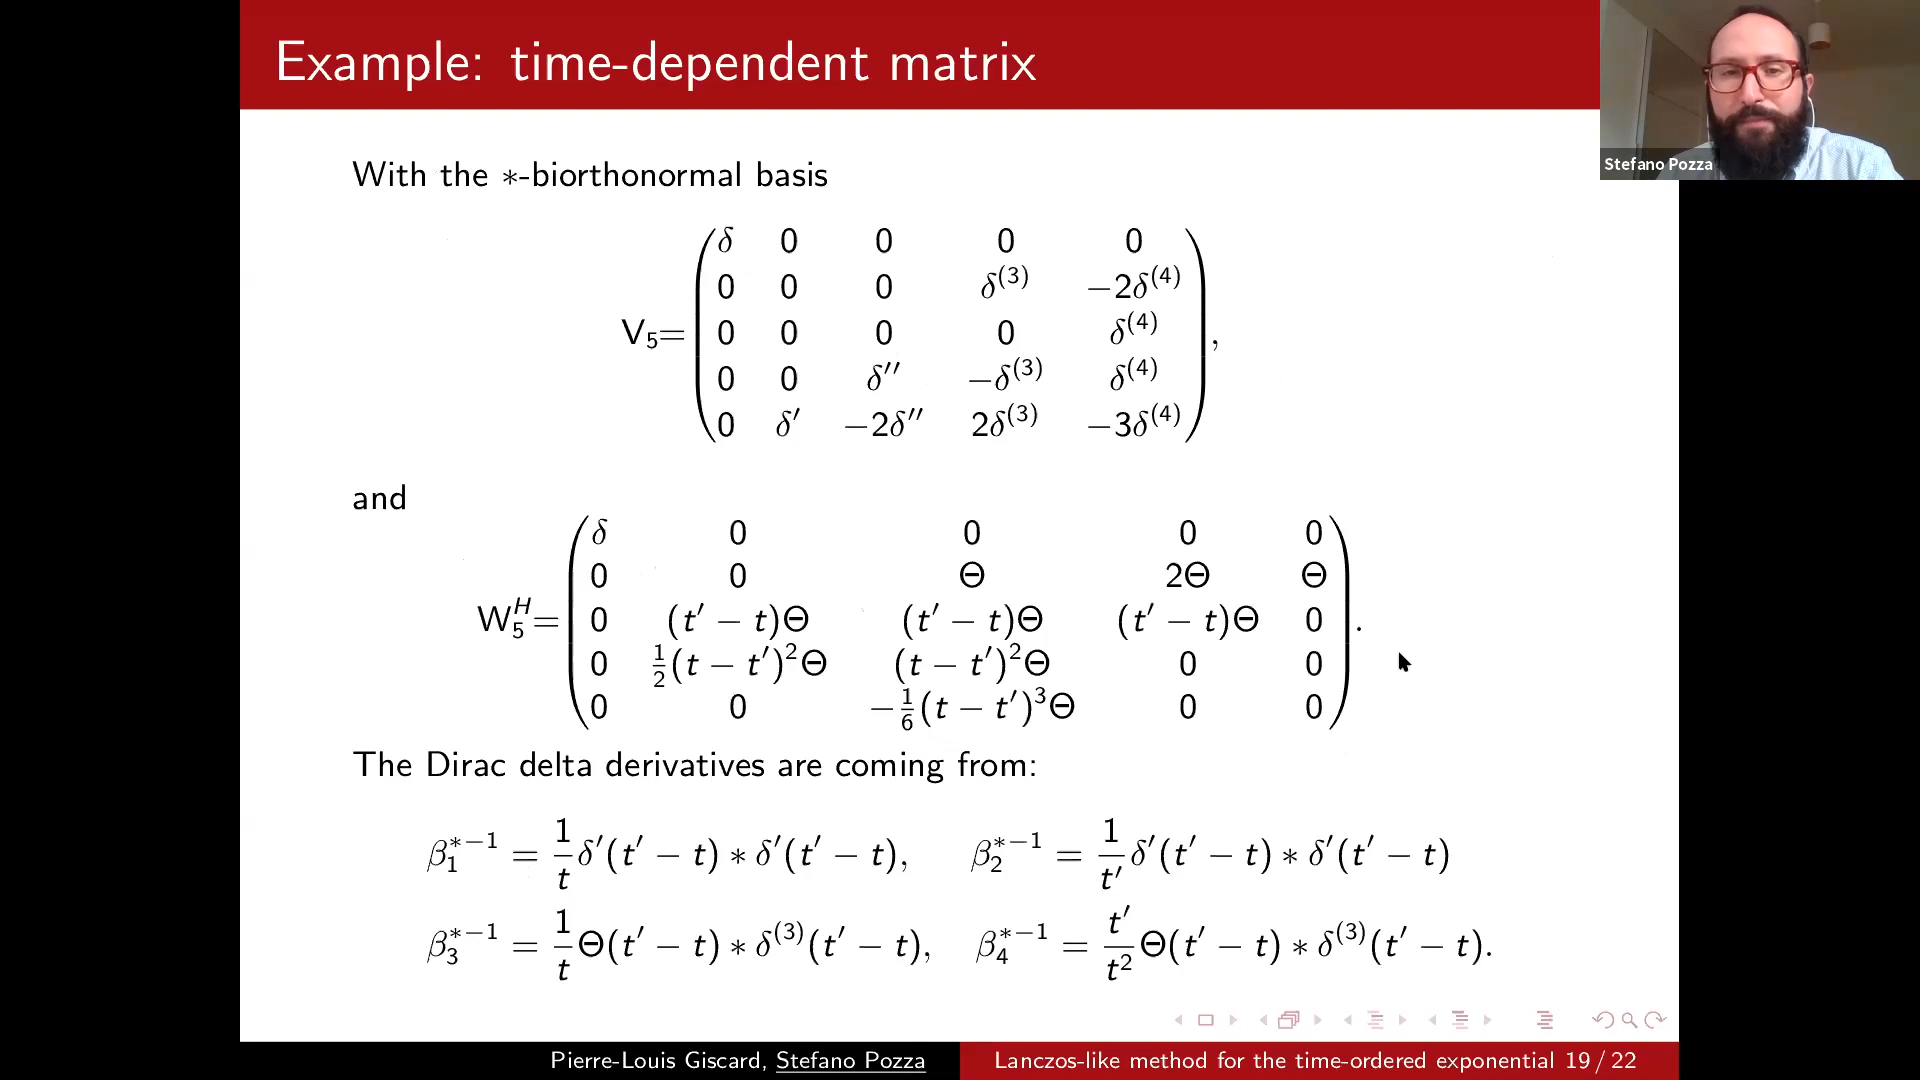 Example: time-dependent matrix
Stefano Pozza
With the ∗-biorthonormal basis
δ 0 0 0 0
0 0 0 δ⁽³⁾ −2δ⁽⁴⁾
V₅= 0 0 0 0 δ⁽⁴⁾ ,
0 0 δ′′ −δ⁽³⁾ δ⁽⁴⁾
0 δ′ −2δ′′ 2δ⁽³⁾ −3δ⁽⁴⁾
and
δ 0 0 0 0
0 0 Θ 2Θ Θ
W₅ᴴ= 0 (t′ − t)Θ (t′ − t)Θ (t′ − t)Θ 0 .
0 ½(t − t′)²Θ (t − t′)²Θ 0 0
0 0 −⅙(t − t′)³Θ 0 0
The Dirac delta derivatives are coming from:
β₁*⁻¹ = 1/t δ′(t′ − t) ∗ δ′(t′ − t), β₂*⁻¹ = 1/t′ δ′(t′ − t) ∗ δ′(t′ − t)
β₃*⁻¹ = 1/t Θ(t′ − t) ∗ δ⁽³⁾(t′ − t), β₄*⁻¹ = t′/t² Θ(t′ − t) ∗ δ⁽³⁾(t′ − t).
Pierre-Louis Giscard, Stefano Pozza Lanczos-like method for the time-ordered exponential 19 / 22